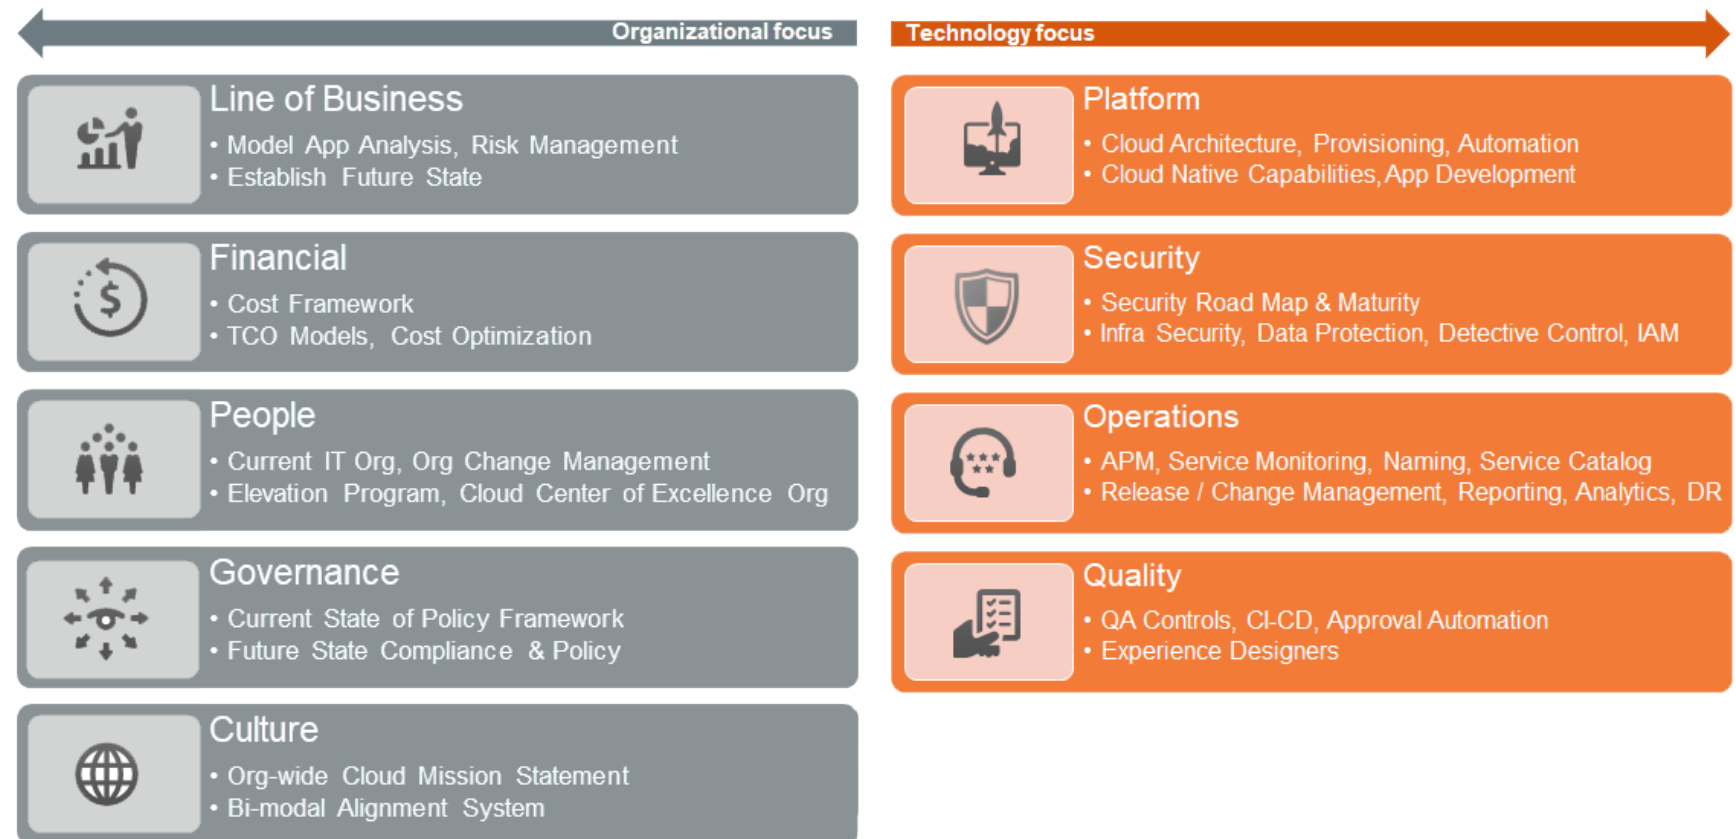 Organizational focus
Line of Business
• Model App Analysis, Risk Management
• Establish Future State
Financial
• Cost Framework
• TCO Models, Cost Optimization
People
• Current IT Org, Org Change Management
• Elevation Program, Cloud Center of Excellence Org
Governance
• Current State of Policy Framework
• Future State Compliance & Policy
Culture
• Org-wide Cloud Mission Statement
• Bi-modal Alignment System
Technology focus
Platform
• Cloud Architecture, Provisioning, Automation
• Cloud Native Capabilities, App Development
Security
• Security Road Map & Maturity
• Infra Security, Data Protection, Detective Control, IAM
Operations
• APM, Service Monitoring, Naming, Service Catalog
• Release / Change Management, Reporting, Analytics, DR
Quality
• QA Controls, CI-CD, Approval Automation
• Experience Designers